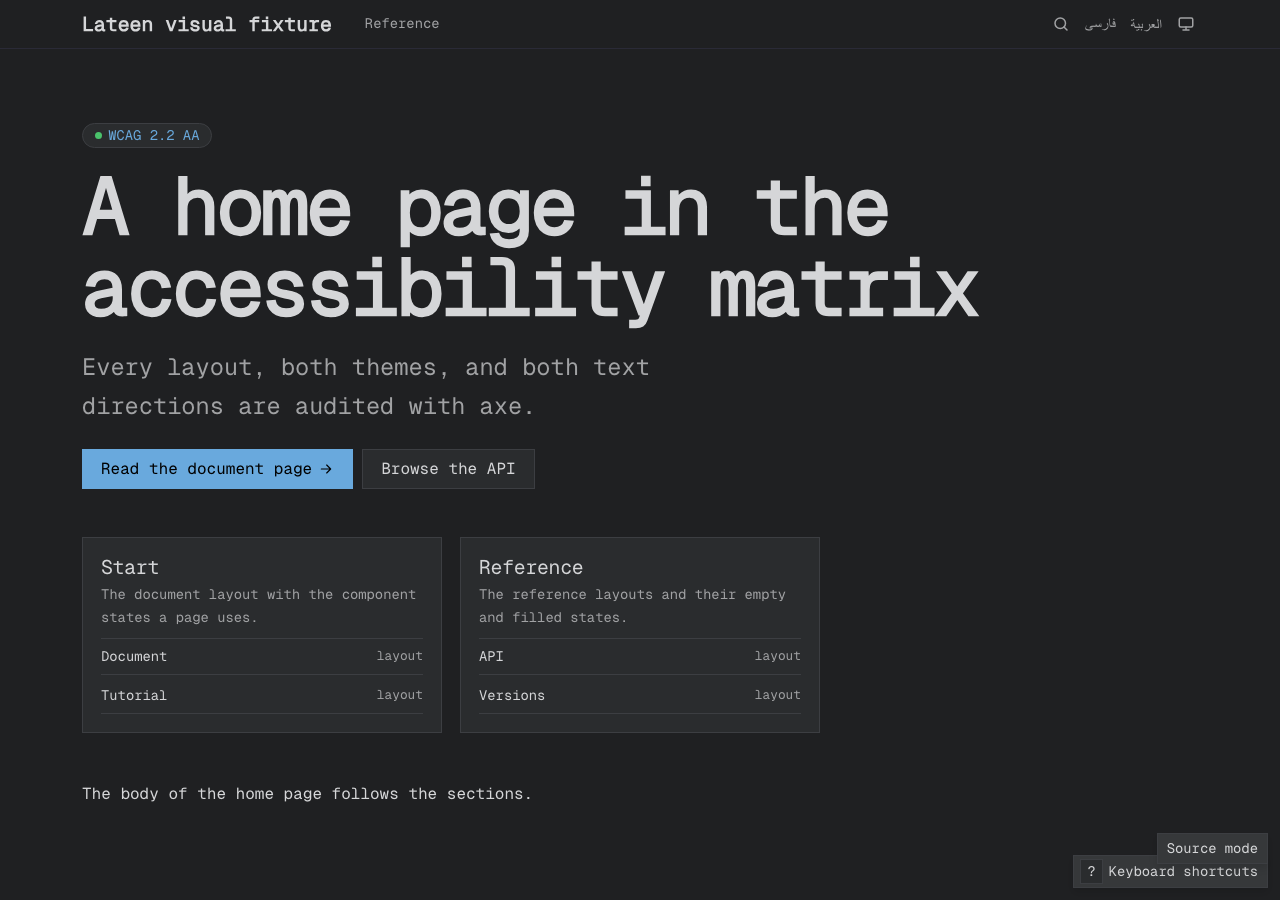 Lateen visual fixture
Reference
فارسی
العربية
WCAG 2.2 AA
A home page in the
accessibility matrix
Every layout, both themes, and both text
directions are audited with axe.
Read the document page →
Browse the API
Start
The document layout with the component
states a page uses.
Document layout
Tutorial layout
Reference
The reference layouts and their empty
and filled states.
API layout
Versions layout
The body of the home page follows the sections.
Source mode
? Keyboard shortcuts